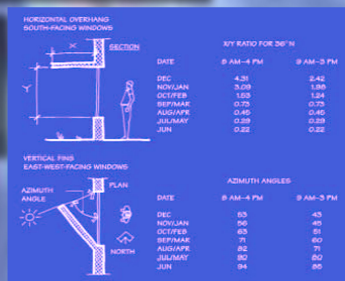 HORIZONTAL OVERHANG
SOUTH-FACING WINDOWS
X
SECTION
Y
X/Y RATIO FOR 36° N
DATE 8 AM–4 PM 9 AM–3 PM
DEC 4.31 2.42
NOV/JAN 3.09 1.98
OCT/FEB 1.53 1.24
SEP/MAR 0.73 0.73
AUG/APR 0.45 0.45
JUL/MAY 0.29 0.29
JUN 0.22 0.22
VERTICAL FINS
EAST-WEST-FACING WINDOWS
AZIMUTH
ANGLE
PLAN
NORTH
AZIMUTH ANGLES
DATE 8 AM–4 PM 9 AM–3 PM
DEC 53 43
NOV/JAN 56 45
OCT/FEB 63 51
SEP/MAR 71 60
AUG/APR 82 71
JUL/MAY 90 80
JUN 94 85